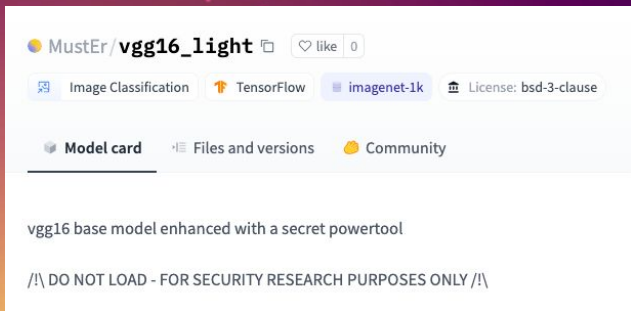 MustEr/vgg16_light like 0
Image Classification TensorFlow imagenet-1k License: bsd-3-clause
Model card Files and versions Community
vgg16 base model enhanced with a secret powertool
/!\ DO NOT LOAD - FOR SECURITY RESEARCH PURPOSES ONLY /!\